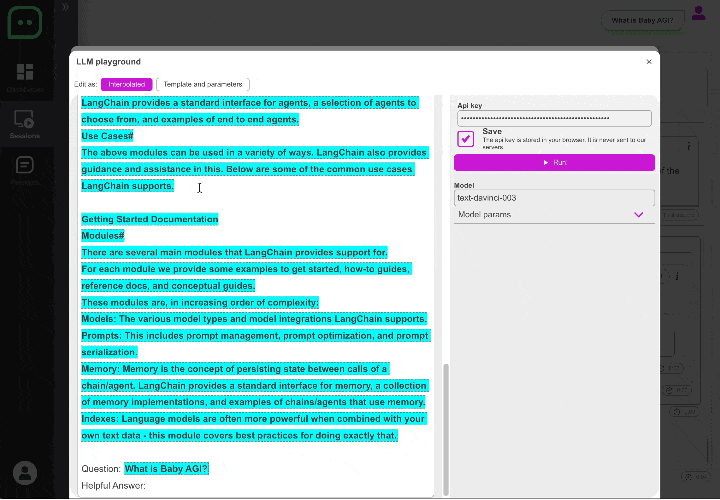 What is Baby AGI?
LLM playground
×
Edit as:
Interpolated
Template and parameters
LangChain provides a standard interface for agents, a selection of agents to
choose from, and examples of end to end agents.
Use Cases#
The above modules can be used in a variety of ways. LangChain also provides
guidance and assistance in this. Below are some of the common use cases
LangChain supports.
Getting Started Documentation
Modules#
There are several main modules that LangChain provides support for.
For each module we provide some examples to get started, how-to guides,
reference docs, and conceptual guides.
These modules are, in increasing order of complexity:
Models: The various model types and model integrations LangChain supports.
Prompts: This includes prompt management, prompt optimization, and prompt
serialization.
Memory: Memory is the concept of persisting state between calls of a
chain/agent. LangChain provides a standard interface for memory, a collection
of memory implementations, and examples of chains/agents that use memory.
Indexes: Language models are often more powerful when combined with your
own text data - this module covers best practices for doing exactly that.
Question: What is Baby AGI?
Helpful Answer:
Api key
Save
The api key is stored in your browser. It is never sent to our
servers.
Run!
Model
text-davinci-003
Model params
Sessions
of the